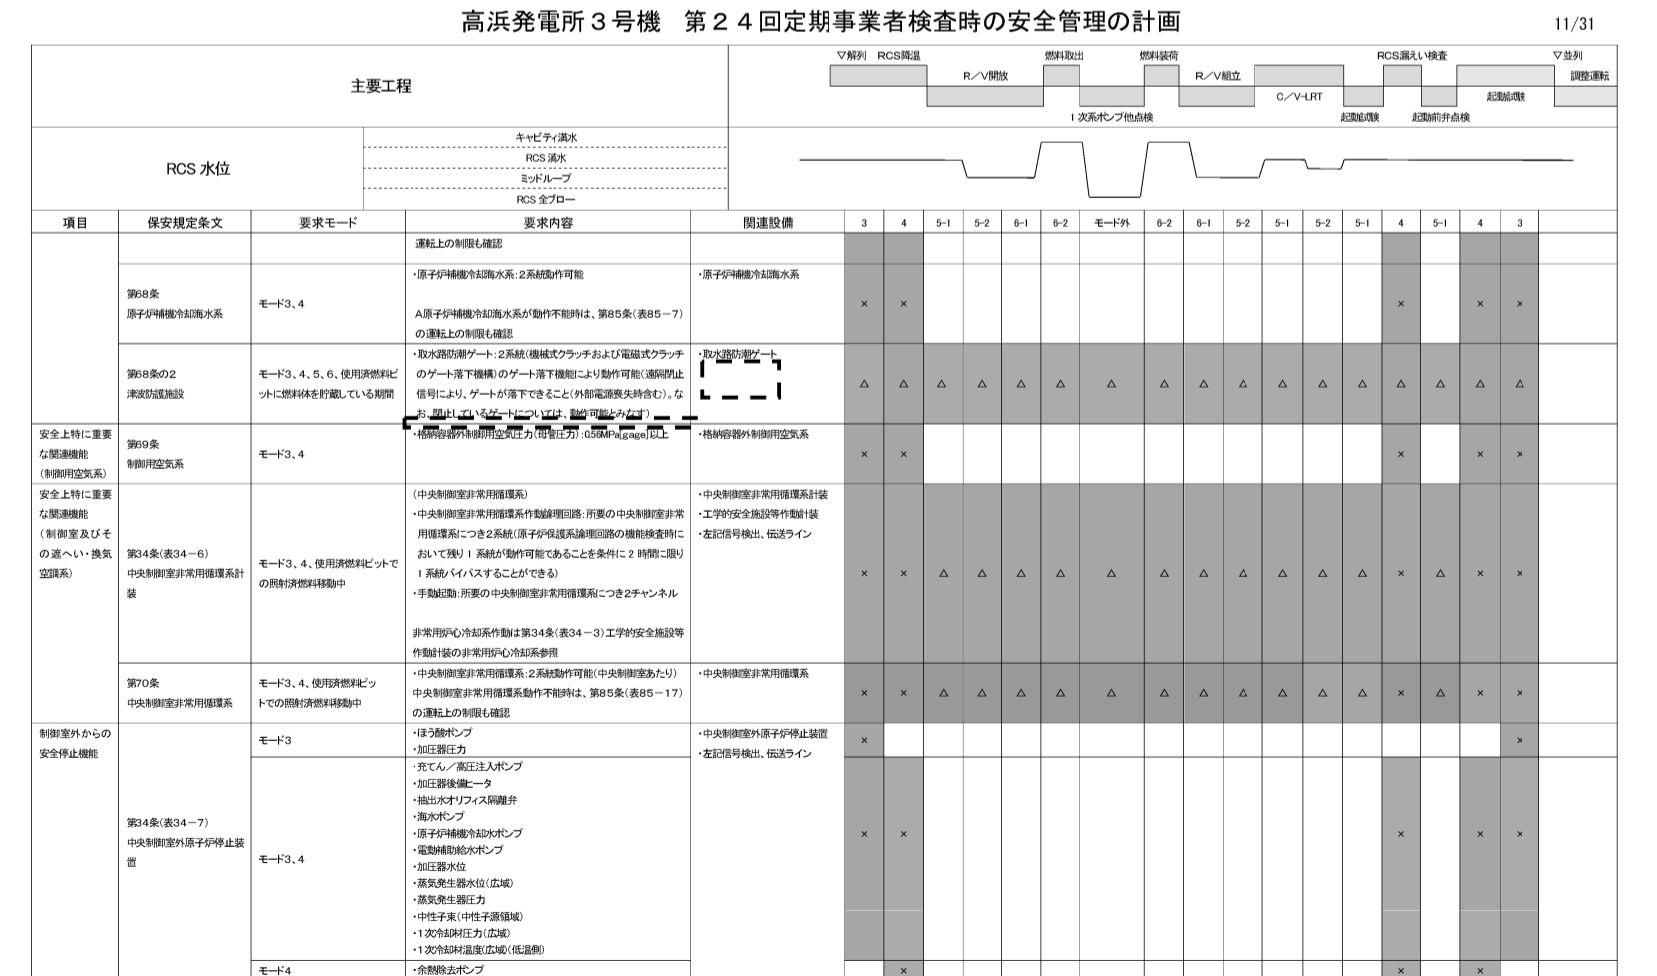 高浜発電所３号機　第２４回定期事業者検査時の安全管理の計画
11/31
主要工程
▽解列　RCS降温　燃料取出　燃料装荷　RCS漏えい検査　▽並列
R／V開放　R／V組立　調整運転
C／V-LRT　起動試験
1次系ポンプ他点検　起動試験　起動前弁点検
RCS 水位
キャビティ満水
RCS 満水
ミッドループ
RCS 全ブロー
項目　保安規定条文　要求モード　要求内容　関連設備　3　4　5-1　5-2　6-1　6-2　モード外　6-2　6-1　5-2　5-1　5-2　5-1　4　5-1　4　3
運転上の制限も確認
第68条
原子炉補機冷却海水系
モード3、4
・原子炉補機冷却海水系：2系統動作可能
A原子炉補機冷却海水系が動作不能時は、第85条（表85－7）
の運転上の制限も確認
・原子炉補機冷却海水系
×　×　×　×　×
第68条の2
津波防護施設
モード3、4、5、6、使用済燃料ピ
ットに燃料体を貯蔵している期間
・取水路防潮ゲート：2系統（機械式クラッチおよび電磁式クラッチ
のゲート落下機構）のゲート落下機能により動作可能（遠隔閉止
信号により、ゲートが落下できること（外部電源喪失時含む）。な
お、閉止しているゲートについては、動作可能とみなす）
・取水路防潮ゲート
△　△　△　△　△　△　△　△　△　△　△　△　△　△　△　△　△
安全上特に重要
な関連機能
（制御用空気系）
第69条
制御用空気系
モード3、4
・格納容器外制御用空気圧力（母管圧力）：0.56MPa[gage]以上
・格納容器外制御用空気系
×　×　×　×　×
安全上特に重要
な関連機能
（制御室及びそ
の遮へい・換気
空調系）
第34条（表34－6）
中央制御室非常用循環系計
装
モード3、4、使用済燃料ピットで
の照射済燃料移動中
（中央制御室非常用循環系）
・中央制御室非常用循環系作動論理回路：所要の中央制御室非常
用循環系につき2系統（原子炉保護系論理回路の機能検査時に
おいて残り 1 系統が動作可能であることを条件に 2 時間に限り
1 系統バイパスすることができる）
・手動起動：所要の中央制御室非常用循環系につき2チャンネル
非常用炉心冷却系作動は第34条（表34－3）工学的安全施設等
作動計装の非常用炉心冷却系参照
・中央制御室非常用循環系計装
・工学的安全施設等作動計装
・左記信号検出、伝送ライン
×　×　△　△　△　△　△　△　△　△　△　△　△　×　△　×　×
第70条
中央制御室非常用循環系
モード3、4、使用済燃料ピッ
トでの照射済燃料移動中
・中央制御室非常用循環系：2系統動作可能（中央制御室あたり）
中央制御室非常用循環系動作不能時は、第85条（表85－17）
の運転上の制限も確認
・中央制御室非常用循環系
×　×　△　△　△　△　△　△　△　△　△　△　△　×　△　×　×
制御室外からの
安全停止機能
第34条（表34－7）
中央制御室外原子炉停止装
置
モード3
・ほう酸ポンプ
・加圧器圧力
・中央制御室外原子炉停止装置
・左記信号検出、伝送ライン
×　×
モード3、4
・充てん／高圧注入ポンプ
・加圧器後備ヒータ
・抽出水オリフィス隔離弁
・海水ポンプ
・原子炉補機冷却水ポンプ
・電動補助給水ポンプ
・加圧器水位
・蒸気発生器水位（広域）
・蒸気発生器圧力
・中性子束（中性子源領域）
・1次冷却材圧力（広域）
・1次冷却材温度（広域）（低温側）
×　×　×　×　×
モード4
・余熱除去ポンプ
×　×　×